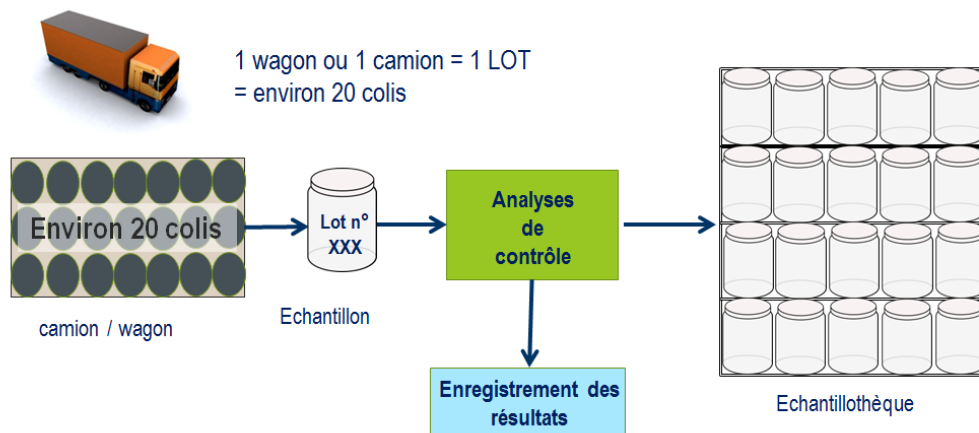 1 wagon ou 1 camion = 1 LOT
= environ 20 colis
Environ 20 colis
camion / wagon
Lot n°
XXX
Echantillon
Analyses
de
contrôle
Enregistrement des
résultats
Echantillothèque